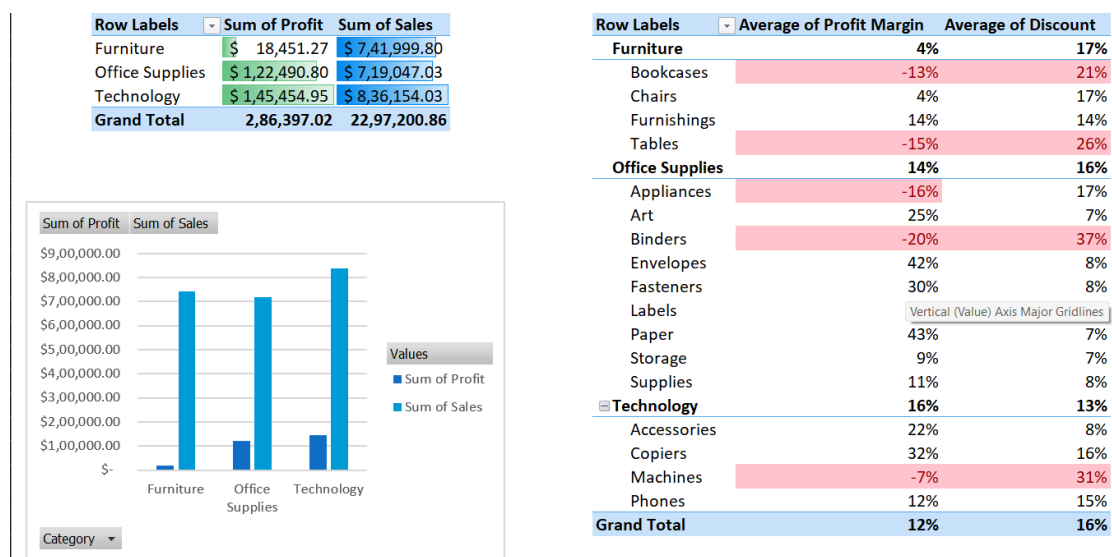 Row Labels Sum of Profit Sum of Sales
Furniture $ 18,451.27 $ 7,41,999.80
Office Supplies $ 1,22,490.80 $ 7,19,047.03
Technology $ 1,45,454.95 $ 8,36,154.03
Grand Total 2,86,397.02 22,97,200.86
Sum of Profit Sum of Sales
$9,00,000.00
$8,00,000.00
$7,00,000.00
$6,00,000.00
$5,00,000.00
$4,00,000.00
$3,00,000.00
$2,00,000.00
$1,00,000.00
$-
Furniture Office Supplies Technology
Values
Sum of Profit
Sum of Sales
Category
Row Labels Average of Profit Margin Average of Discount
Furniture 4% 17%
Bookcases -13% 21%
Chairs 4% 17%
Furnishings 14% 14%
Tables -15% 26%
Office Supplies 14% 16%
Appliances -16% 17%
Art 25% 7%
Binders -20% 37%
Envelopes 42% 8%
Fasteners 30% 8%
Labels Vertical (Value) Axis Major Gridlines
Paper 43% 7%
Storage 9% 7%
Supplies 11% 8%
Technology 16% 13%
Accessories 22% 8%
Copiers 32% 16%
Machines -7% 31%
Phones 12% 15%
Grand Total 12% 16%